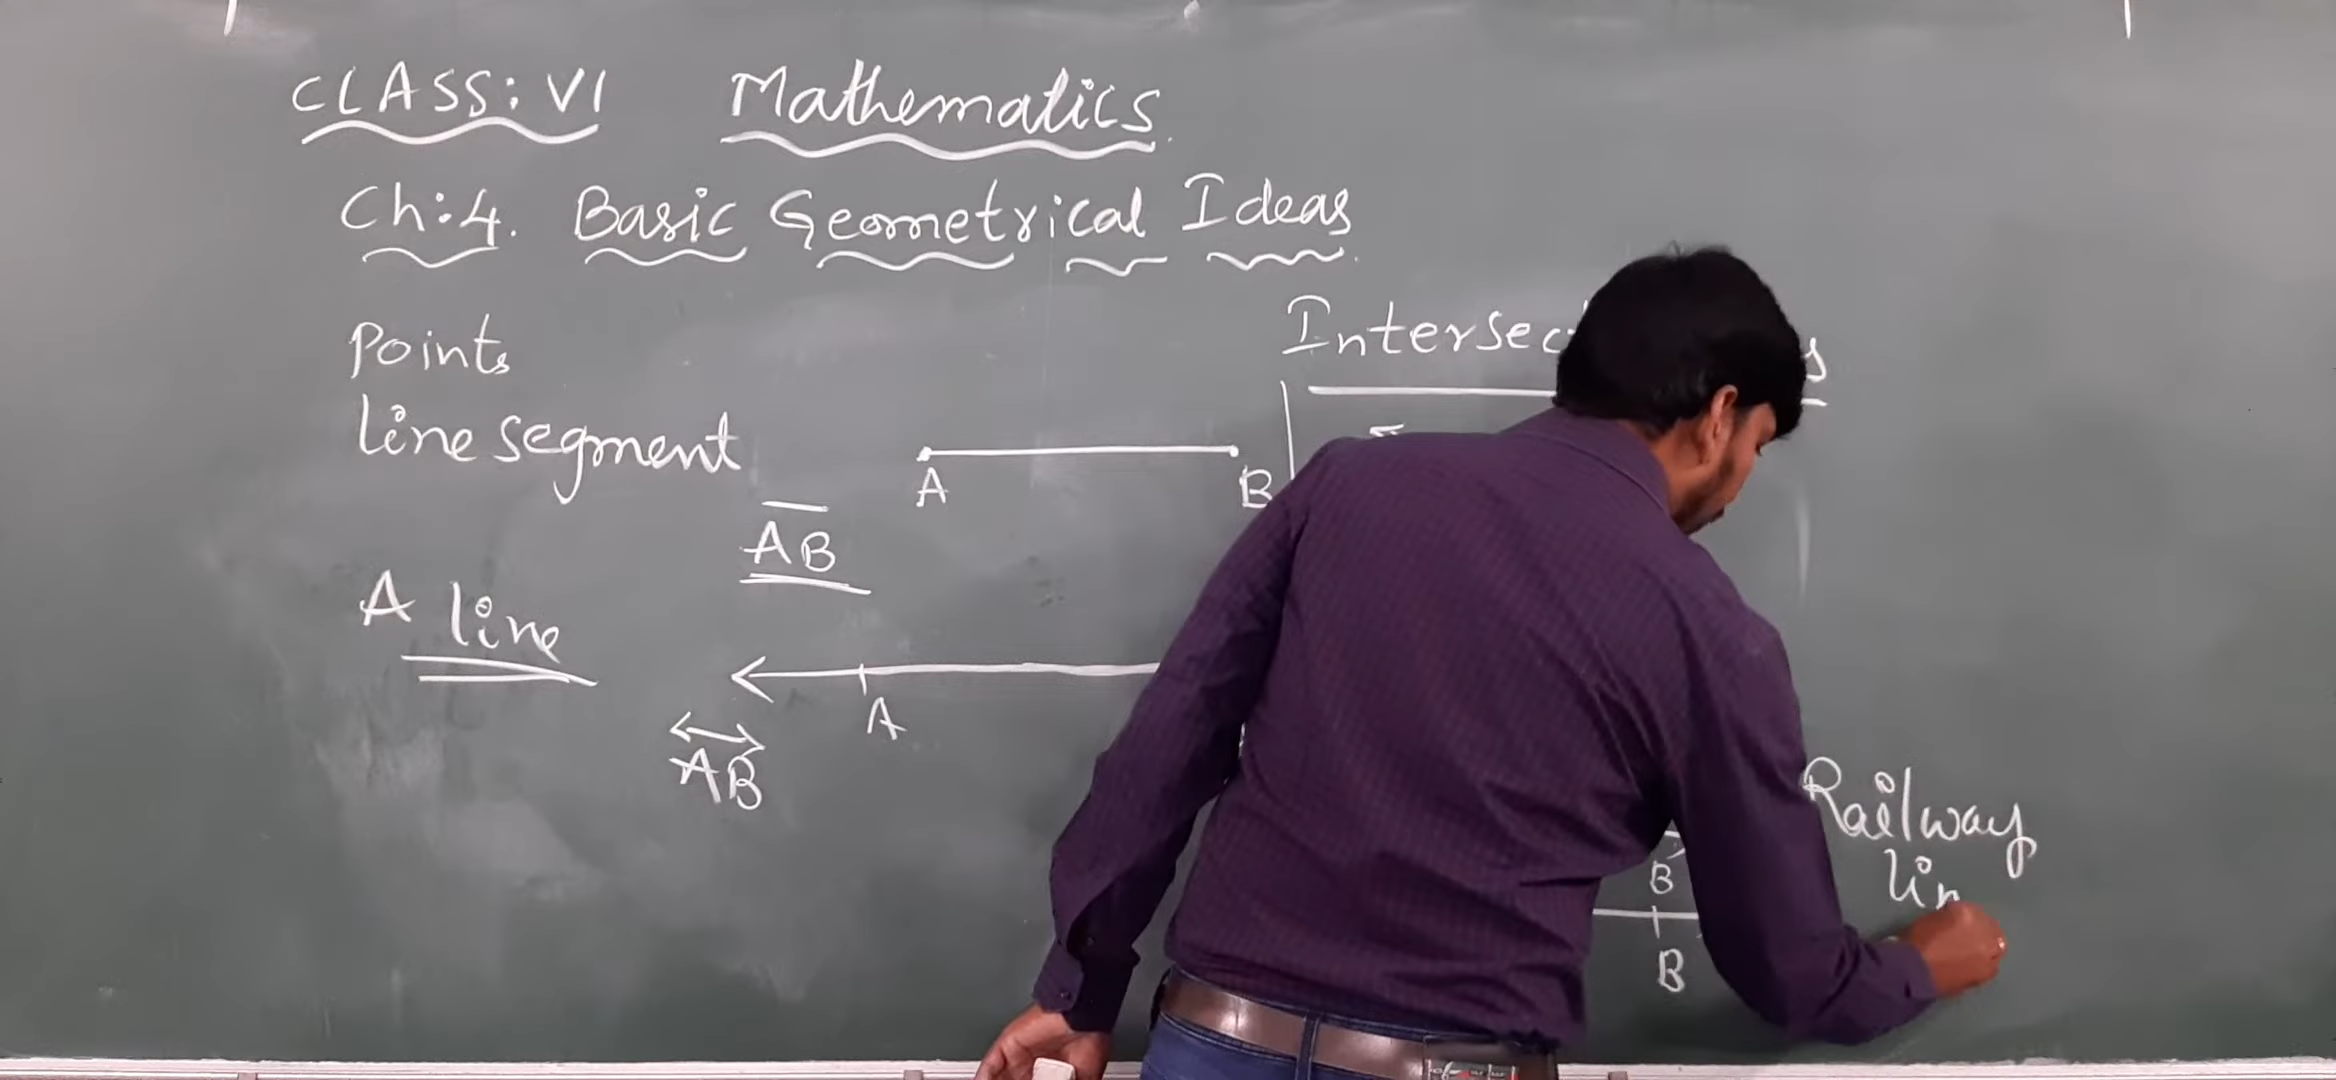 CLASS: VI Mathematics
Ch: 4. Basic Geometrical Ideas
Points
line segment
A B
AB
A line
A
AB
Railway
B
B